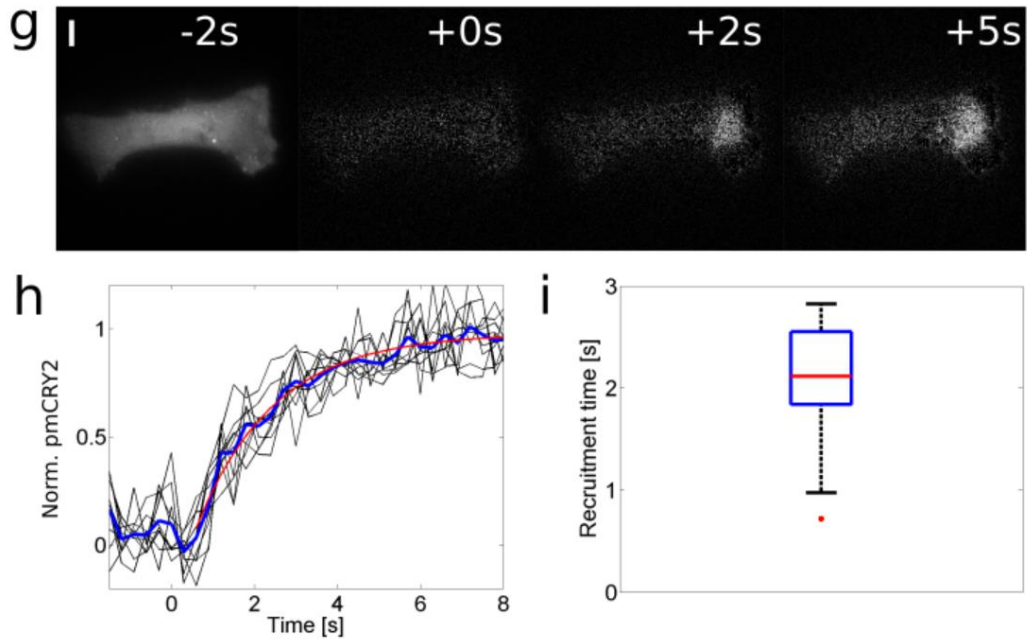 g
-2s +0s +2s +5s
h
Norm. pmCRY2
1
0.5
0
0 2 4 6 8
Time [s]
i
Recruitment time [s]
3
2
1
0